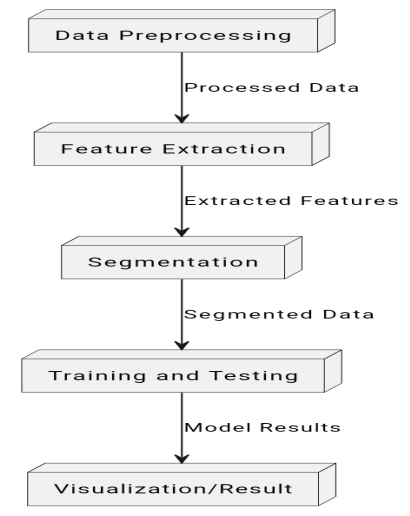 Data Preprocessing
Processed Data
Feature Extraction
Extracted Features
Segmentation
Segmented Data
Training and Testing
Model Results
Visualization/Result